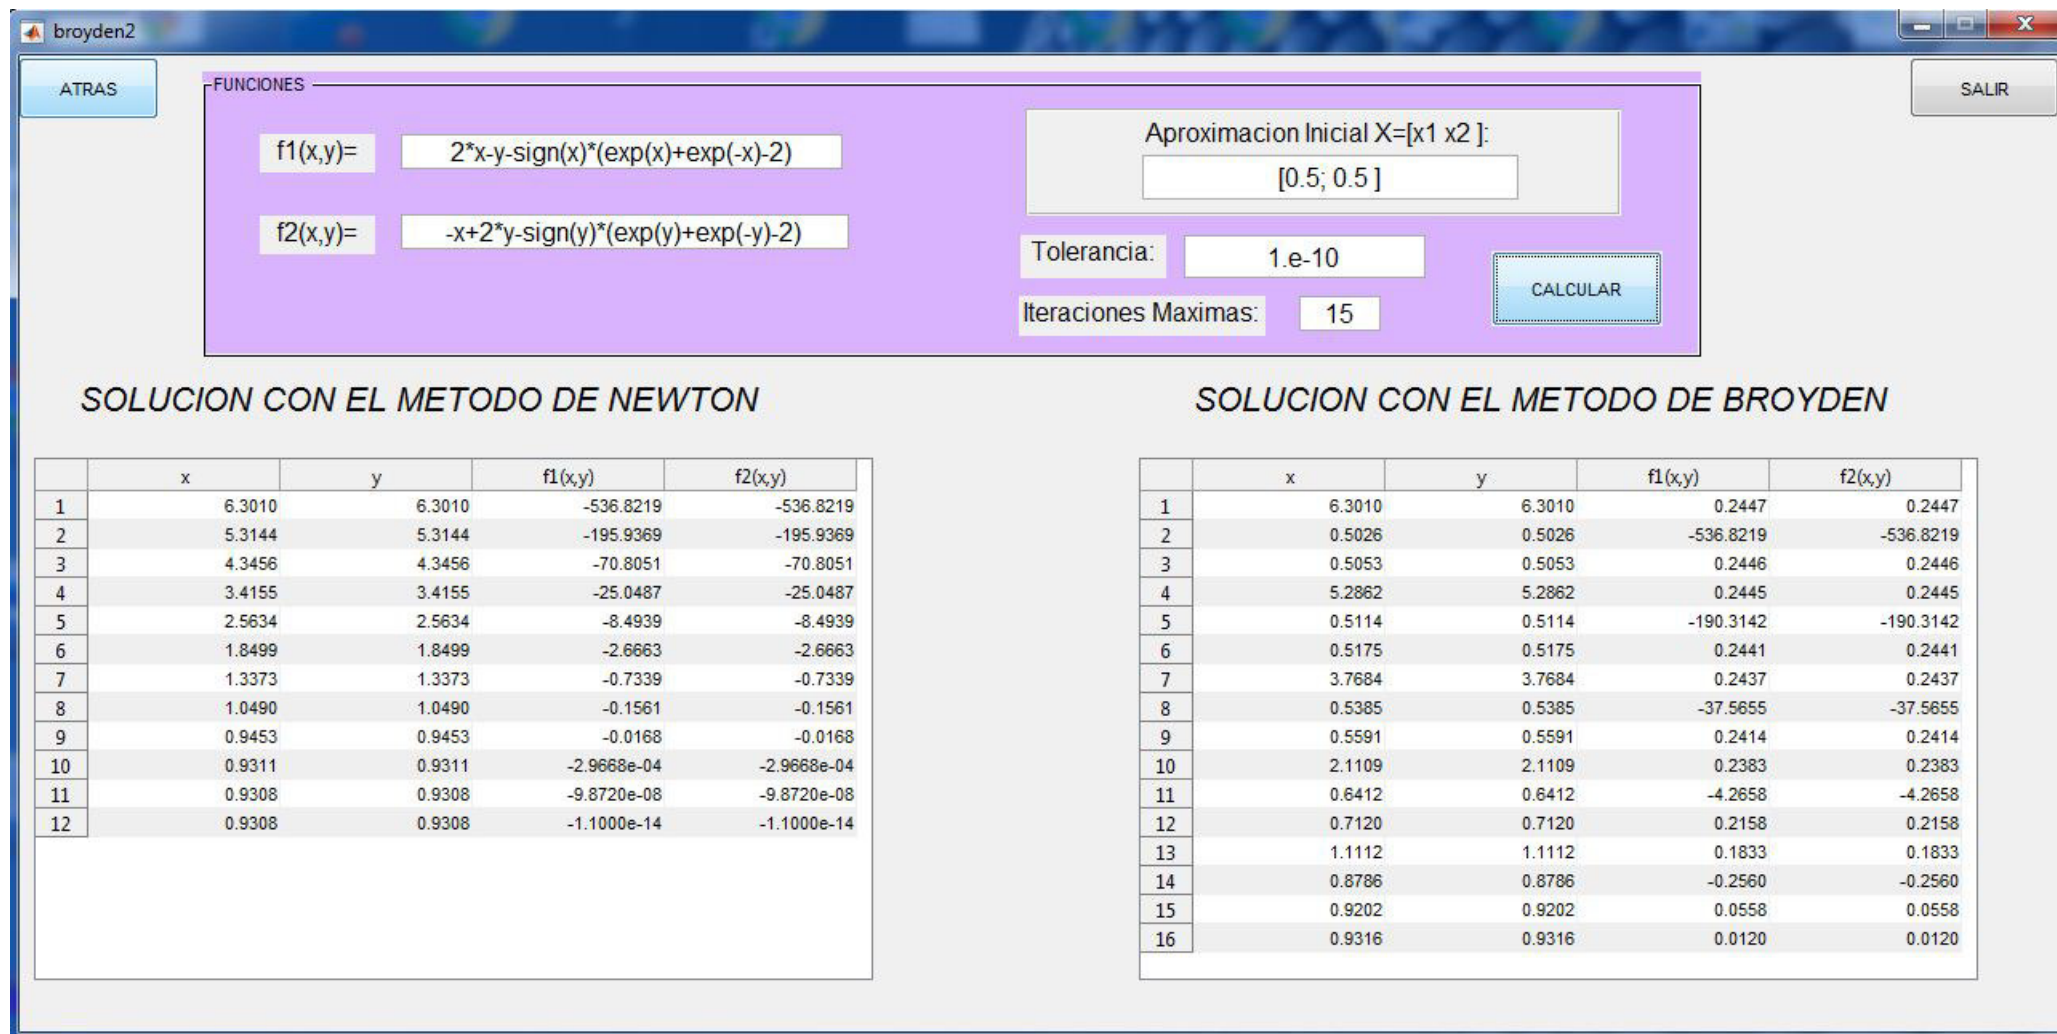 broyden2
ATRAS
FUNCIONES
SALIR
f1(x,y)=
2*x-y-sign(x)*(exp(x)+exp(-x)-2)
f2(x,y)=
-x+2*y-sign(y)*(exp(y)+exp(-y)-2)
Aproximacion Inicial X=[x1 x2 ]:
[0.5; 0.5 ]
Tolerancia:
1.e-10
Iteraciones Maximas:
15
CALCULAR
SOLUCION CON EL METODO DE NEWTON
x y f1(x,y) f2(x,y)
1 6.3010 6.3010 -536.8219 -536.8219
2 5.3144 5.3144 -195.9369 -195.9369
3 4.3456 4.3456 -70.8051 -70.8051
4 3.4155 3.4155 -25.0487 -25.0487
5 2.5634 2.5634 -8.4939 -8.4939
6 1.8499 1.8499 -2.6663 -2.6663
7 1.3373 1.3373 -0.7339 -0.7339
8 1.0490 1.0490 -0.1561 -0.1561
9 0.9453 0.9453 -0.0168 -0.0168
10 0.9311 0.9311 -2.9668e-04 -2.9668e-04
11 0.9308 0.9308 -9.8720e-08 -9.8720e-08
12 0.9308 0.9308 -1.1000e-14 -1.1000e-14
SOLUCION CON EL METODO DE BROYDEN
x y f1(x,y) f2(x,y)
1 6.3010 6.3010 0.2447 0.2447
2 0.5026 0.5026 -536.8219 -536.8219
3 0.5053 0.5053 0.2446 0.2446
4 5.2862 5.2862 0.2445 0.2445
5 0.5114 0.5114 -190.3142 -190.3142
6 0.5175 0.5175 0.2441 0.2441
7 3.7684 3.7684 0.2437 0.2437
8 0.5385 0.5385 -37.5655 -37.5655
9 0.5591 0.5591 0.2414 0.2414
10 2.1109 2.1109 0.2383 0.2383
11 0.6412 0.6412 -4.2658 -4.2658
12 0.7120 0.7120 0.2158 0.2158
13 1.1112 1.1112 0.1833 0.1833
14 0.8786 0.8786 -0.2560 -0.2560
15 0.9202 0.9202 0.0558 0.0558
16 0.9316 0.9316 0.0120 0.0120